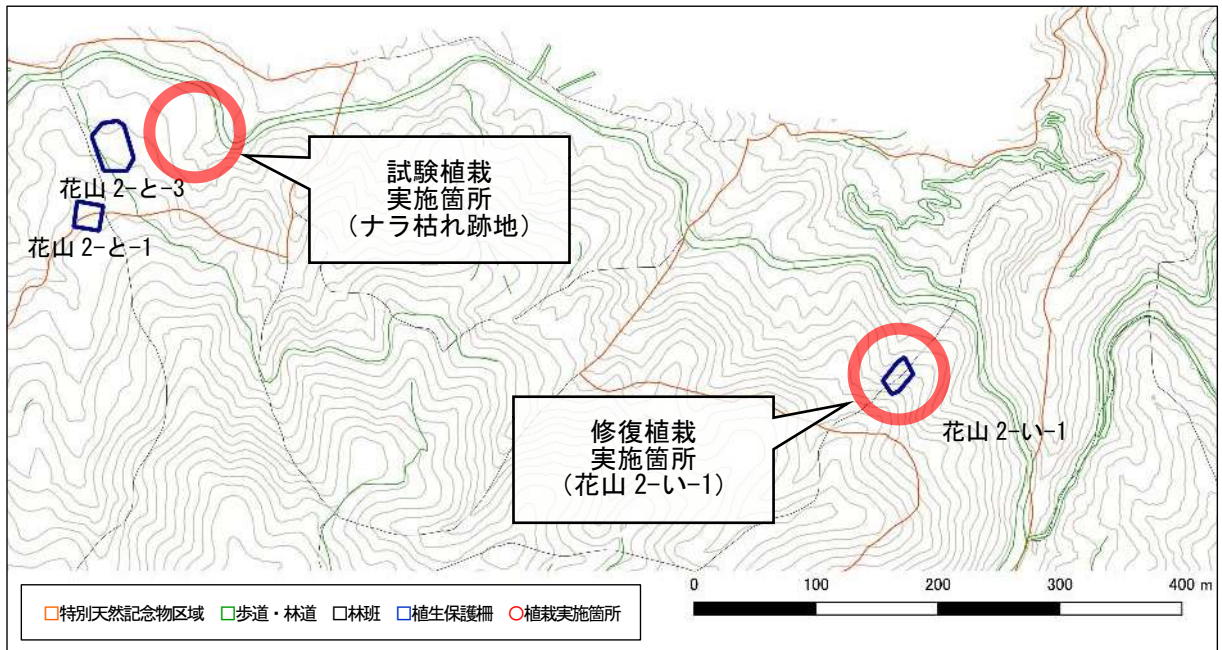 試験植栽
実施箇所
（ナラ枯れ跡地）
花山 2-と-3
花山 2-と-1
修復植栽
実施箇所
（花山 2-い-1）
花山 2-い-1
0 100 200 300 400 m
特別天然記念物区域 歩道・林道 林班 植生保護柵 植栽実施箇所